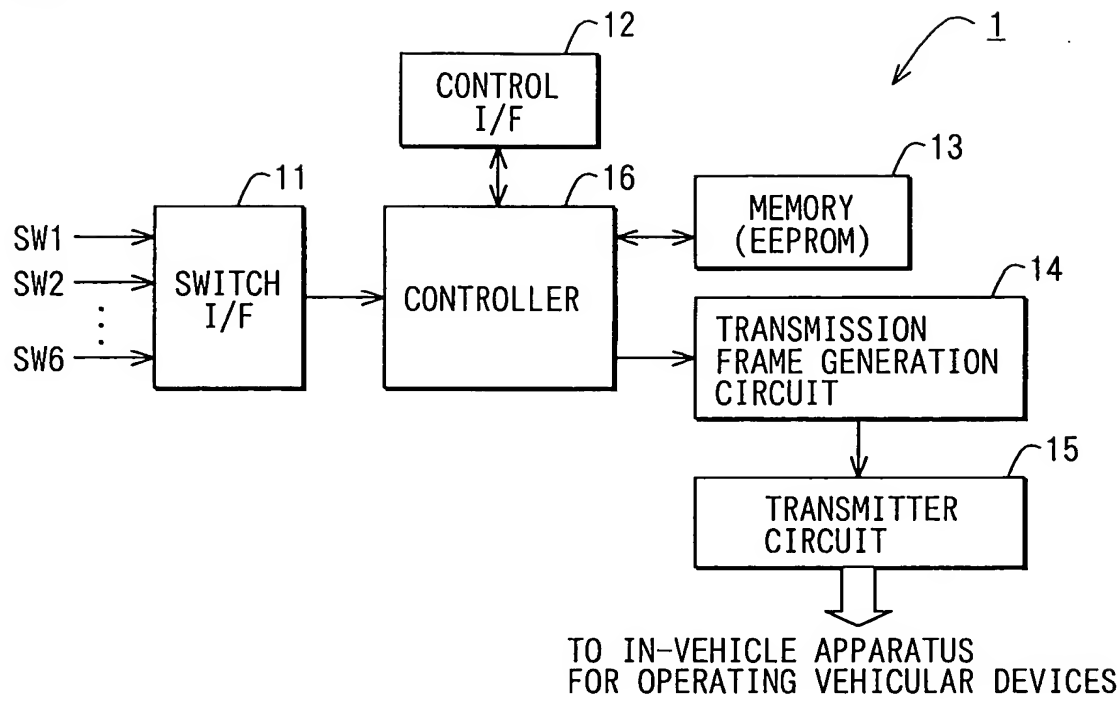 12
1
CONTROL
I/F
13
11
16
MEMORY
(EEPROM)
SW1
SW2
SWITCH
I/F
CONTROLLER
14
TRANSMISSION
FRAME GENERATION
CIRCUIT
SW6
15
TRANSMITTER
CIRCUIT
TO IN-VEHICLE APPARATUS
FOR OPERATING VEHICULAR DEVICES